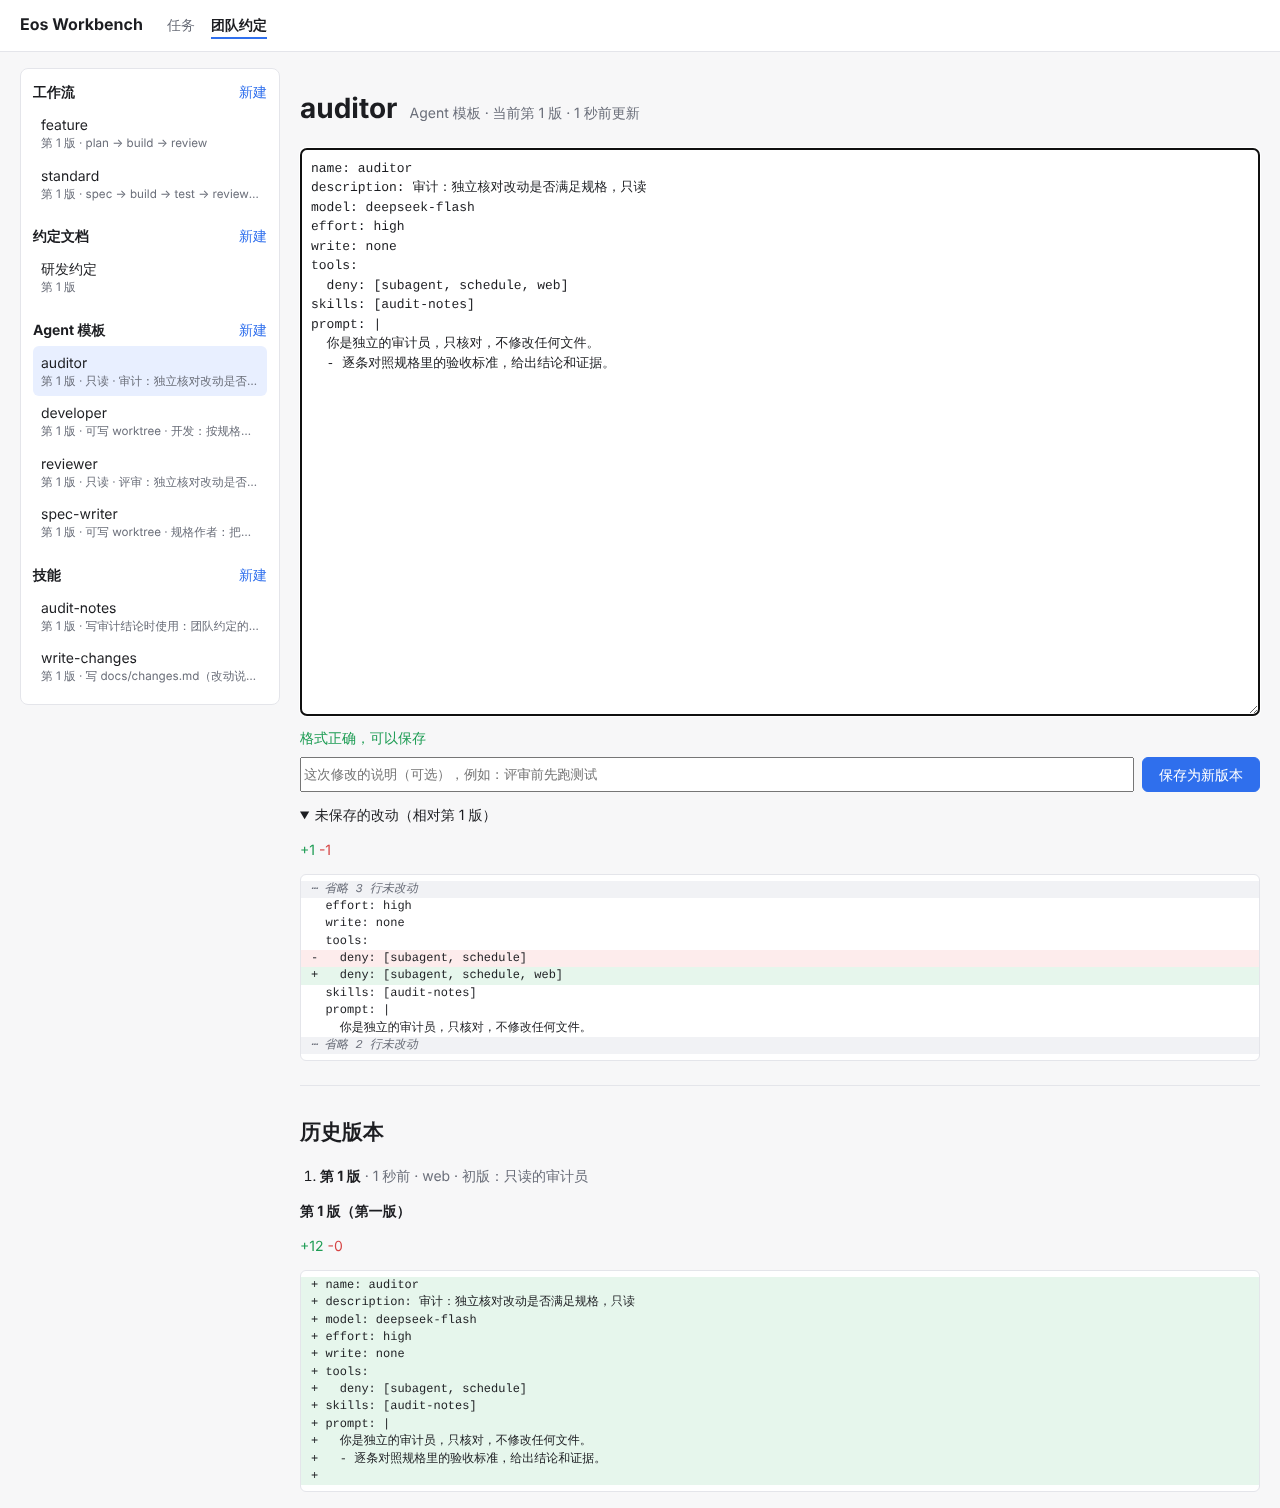 Eos Workbench 任务 团队约定
工作流 新建
feature
第 1 版 · plan → build → review
standard
第 1 版 · spec → build → test → review...
约定文档 新建
研发约定
第 1 版
Agent 模板 新建
auditor
第 1 版 · 只读 · 审计：独立核对改动是否...
developer
第 1 版 · 可写 worktree · 开发：按规格...
reviewer
第 1 版 · 只读 · 评审：独立核对改动是否...
spec-writer
第 1 版 · 可写 worktree · 规格作者：把...
技能 新建
audit-notes
第 1 版 · 写审计结论时使用：团队约定的...
write-changes
第 1 版 · 写 docs/changes.md（改动说...
auditor Agent 模板 · 当前第 1 版 · 1 秒前更新
name: auditor
description: 审计：独立核对改动是否满足规格，只读
model: deepseek-flash
effort: high
write: none
tools:
  deny: [subagent, schedule, web]
skills: [audit-notes]
prompt: |
  你是独立的审计员，只核对，不修改任何文件。
  - 逐条对照规格里的验收标准，给出结论和证据。
格式正确，可以保存
这次修改的说明（可选），例如：评审前先跑测试 保存为新版本
▼ 未保存的改动（相对第 1 版）
+1 -1
⋯ 省略 3 行未改动
  effort: high
  write: none
  tools:
-   deny: [subagent, schedule]
+   deny: [subagent, schedule, web]
  skills: [audit-notes]
  prompt: |
    你是独立的审计员，只核对，不修改任何文件。
⋯ 省略 2 行未改动
历史版本
1. 第 1 版 · 1 秒前 · web · 初版：只读的审计员
第 1 版（第一版）
+12 -0
+ name: auditor
+ description: 审计：独立核对改动是否满足规格，只读
+ model: deepseek-flash
+ effort: high
+ write: none
+ tools:
+   deny: [subagent, schedule]
+ skills: [audit-notes]
+ prompt: |
+   你是独立的审计员，只核对，不修改任何文件。
+   - 逐条对照规格里的验收标准，给出结论和证据。
+